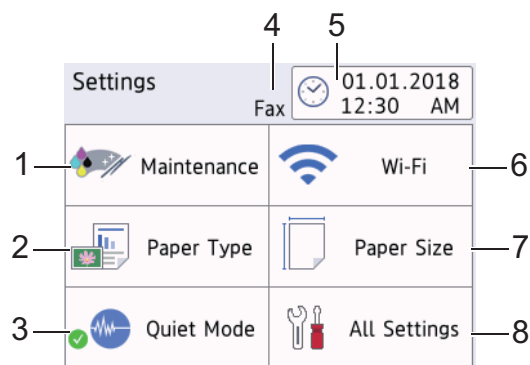 4 5
Settings
Fax
01.01.2018
12:30 AM
1 Maintenance Wi-Fi 6
2 Paper Type Paper Size 7
3 Quiet Mode All Settings 8